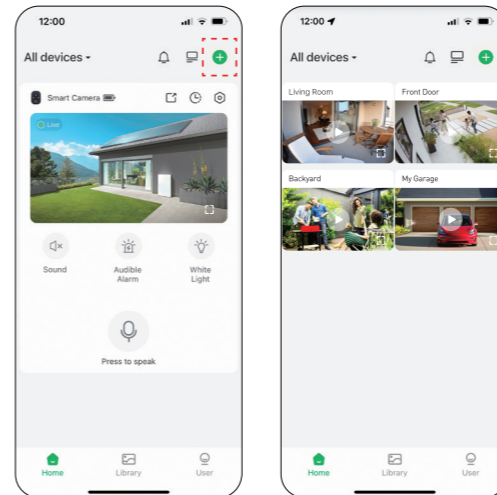 12:00
All devices
Smart Camera
Live
Sound
Audible
Alarm
White
Light
Press to speak
Home
Library
User
12:00
All devices
Living Room
Front Door
Backyard
My Garage
Home
Library
User